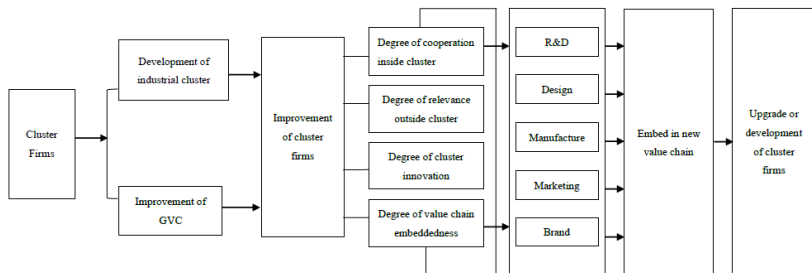 Cluster
Firms
Development of
industrial cluster
Improvement of
GVC
Improvement
of cluster
firms
Degree of cooperation
inside cluster
Degree of relevance
outside cluster
Degree of cluster
innovation
Degree of value chain
embeddedness
R&D
Design
Manufacture
Marketing
Brand
Embed in new
value chain
Upgrade or
development
of cluster
firms